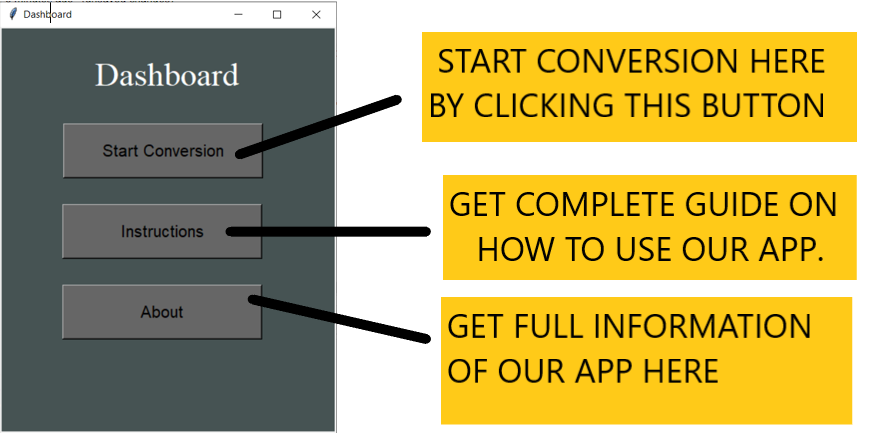 Dashboard
Dashboard
Start Conversion
START CONVERSION HERE
BY CLICKING THIS BUTTON
Instructions
GET COMPLETE GUIDE ON
HOW TO USE OUR APP.
About
GET FULL INFORMATION
OF OUR APP HERE